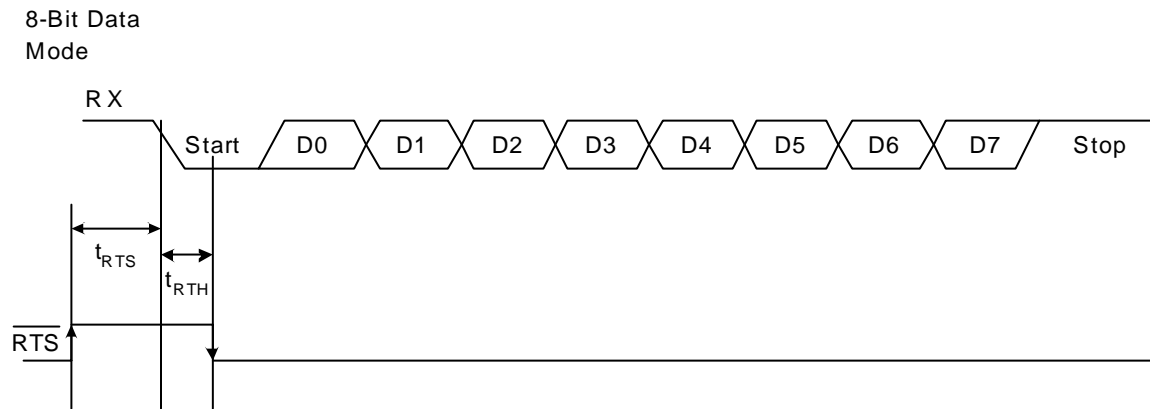 8-Bit Data
Mode
RX
Start D0 D1 D2 D3 D4 D5 D6 D7 Stop
tRTS
tRTH
RTS